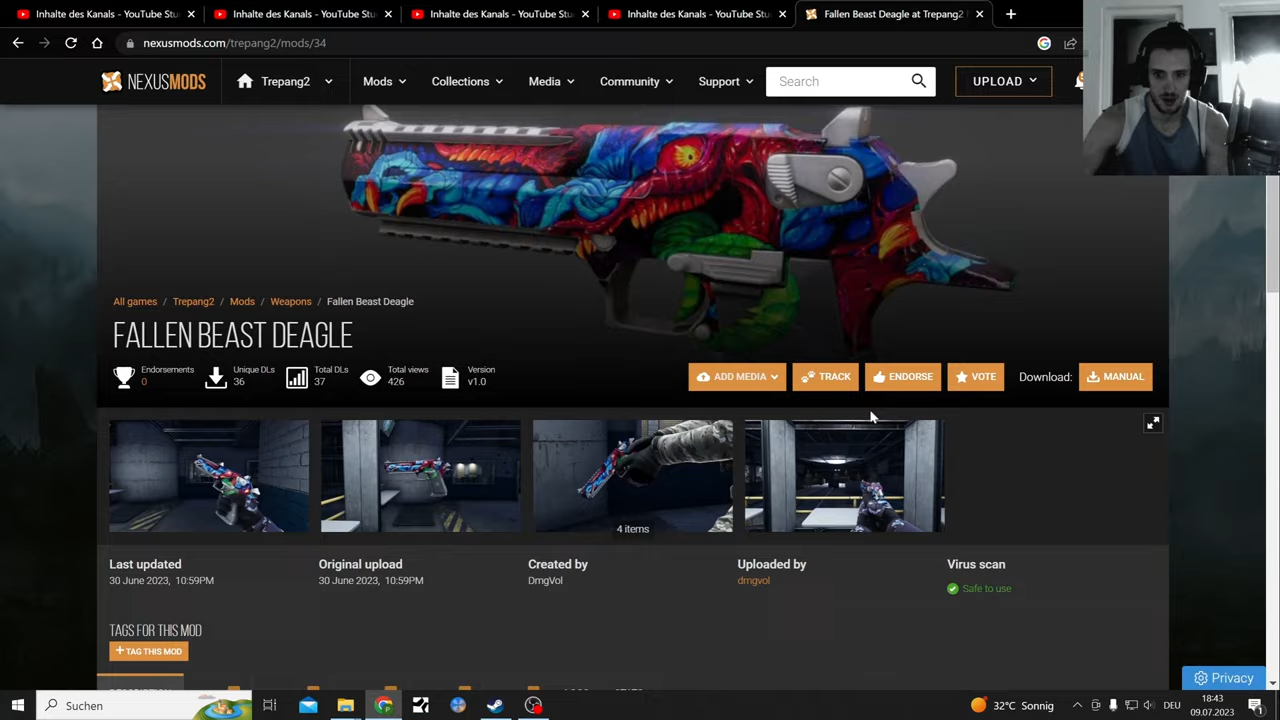 Inhalte des Kanals - YouTube Stu
Inhalte des Kanals - YouTube Stu
Inhalte des Kanals - YouTube Stu
Inhalte des Kanals - YouTube Stu
Fallen Beast Deagle at Trepang2
nexusmods.com/trepang2/mods/34
NEXUSMODS
Trepang2
Mods
Collections
Media
Community
Support
Search
UPLOAD
All games / Trepang2 / Mods / Weapons / Fallen Beast Deagle
FALLEN BEAST DEAGLE
Endorsements
0
Unique DLs
36
Total DLs
37
Total views
426
Version
v1.0
ADD MEDIA
TRACK
ENDORSE
VOTE
Download:
MANUAL
4 items
Last updated
30 June 2023, 10:59PM
Original upload
30 June 2023, 10:59PM
Created by
DmgVol
Uploaded by
dmgvol
Virus scan
Safe to use
TAGS FOR THIS MOD
+ TAG THIS MOD
Privacy
Suchen
32°C Sonnig
DEU
18:43
09.07.2023